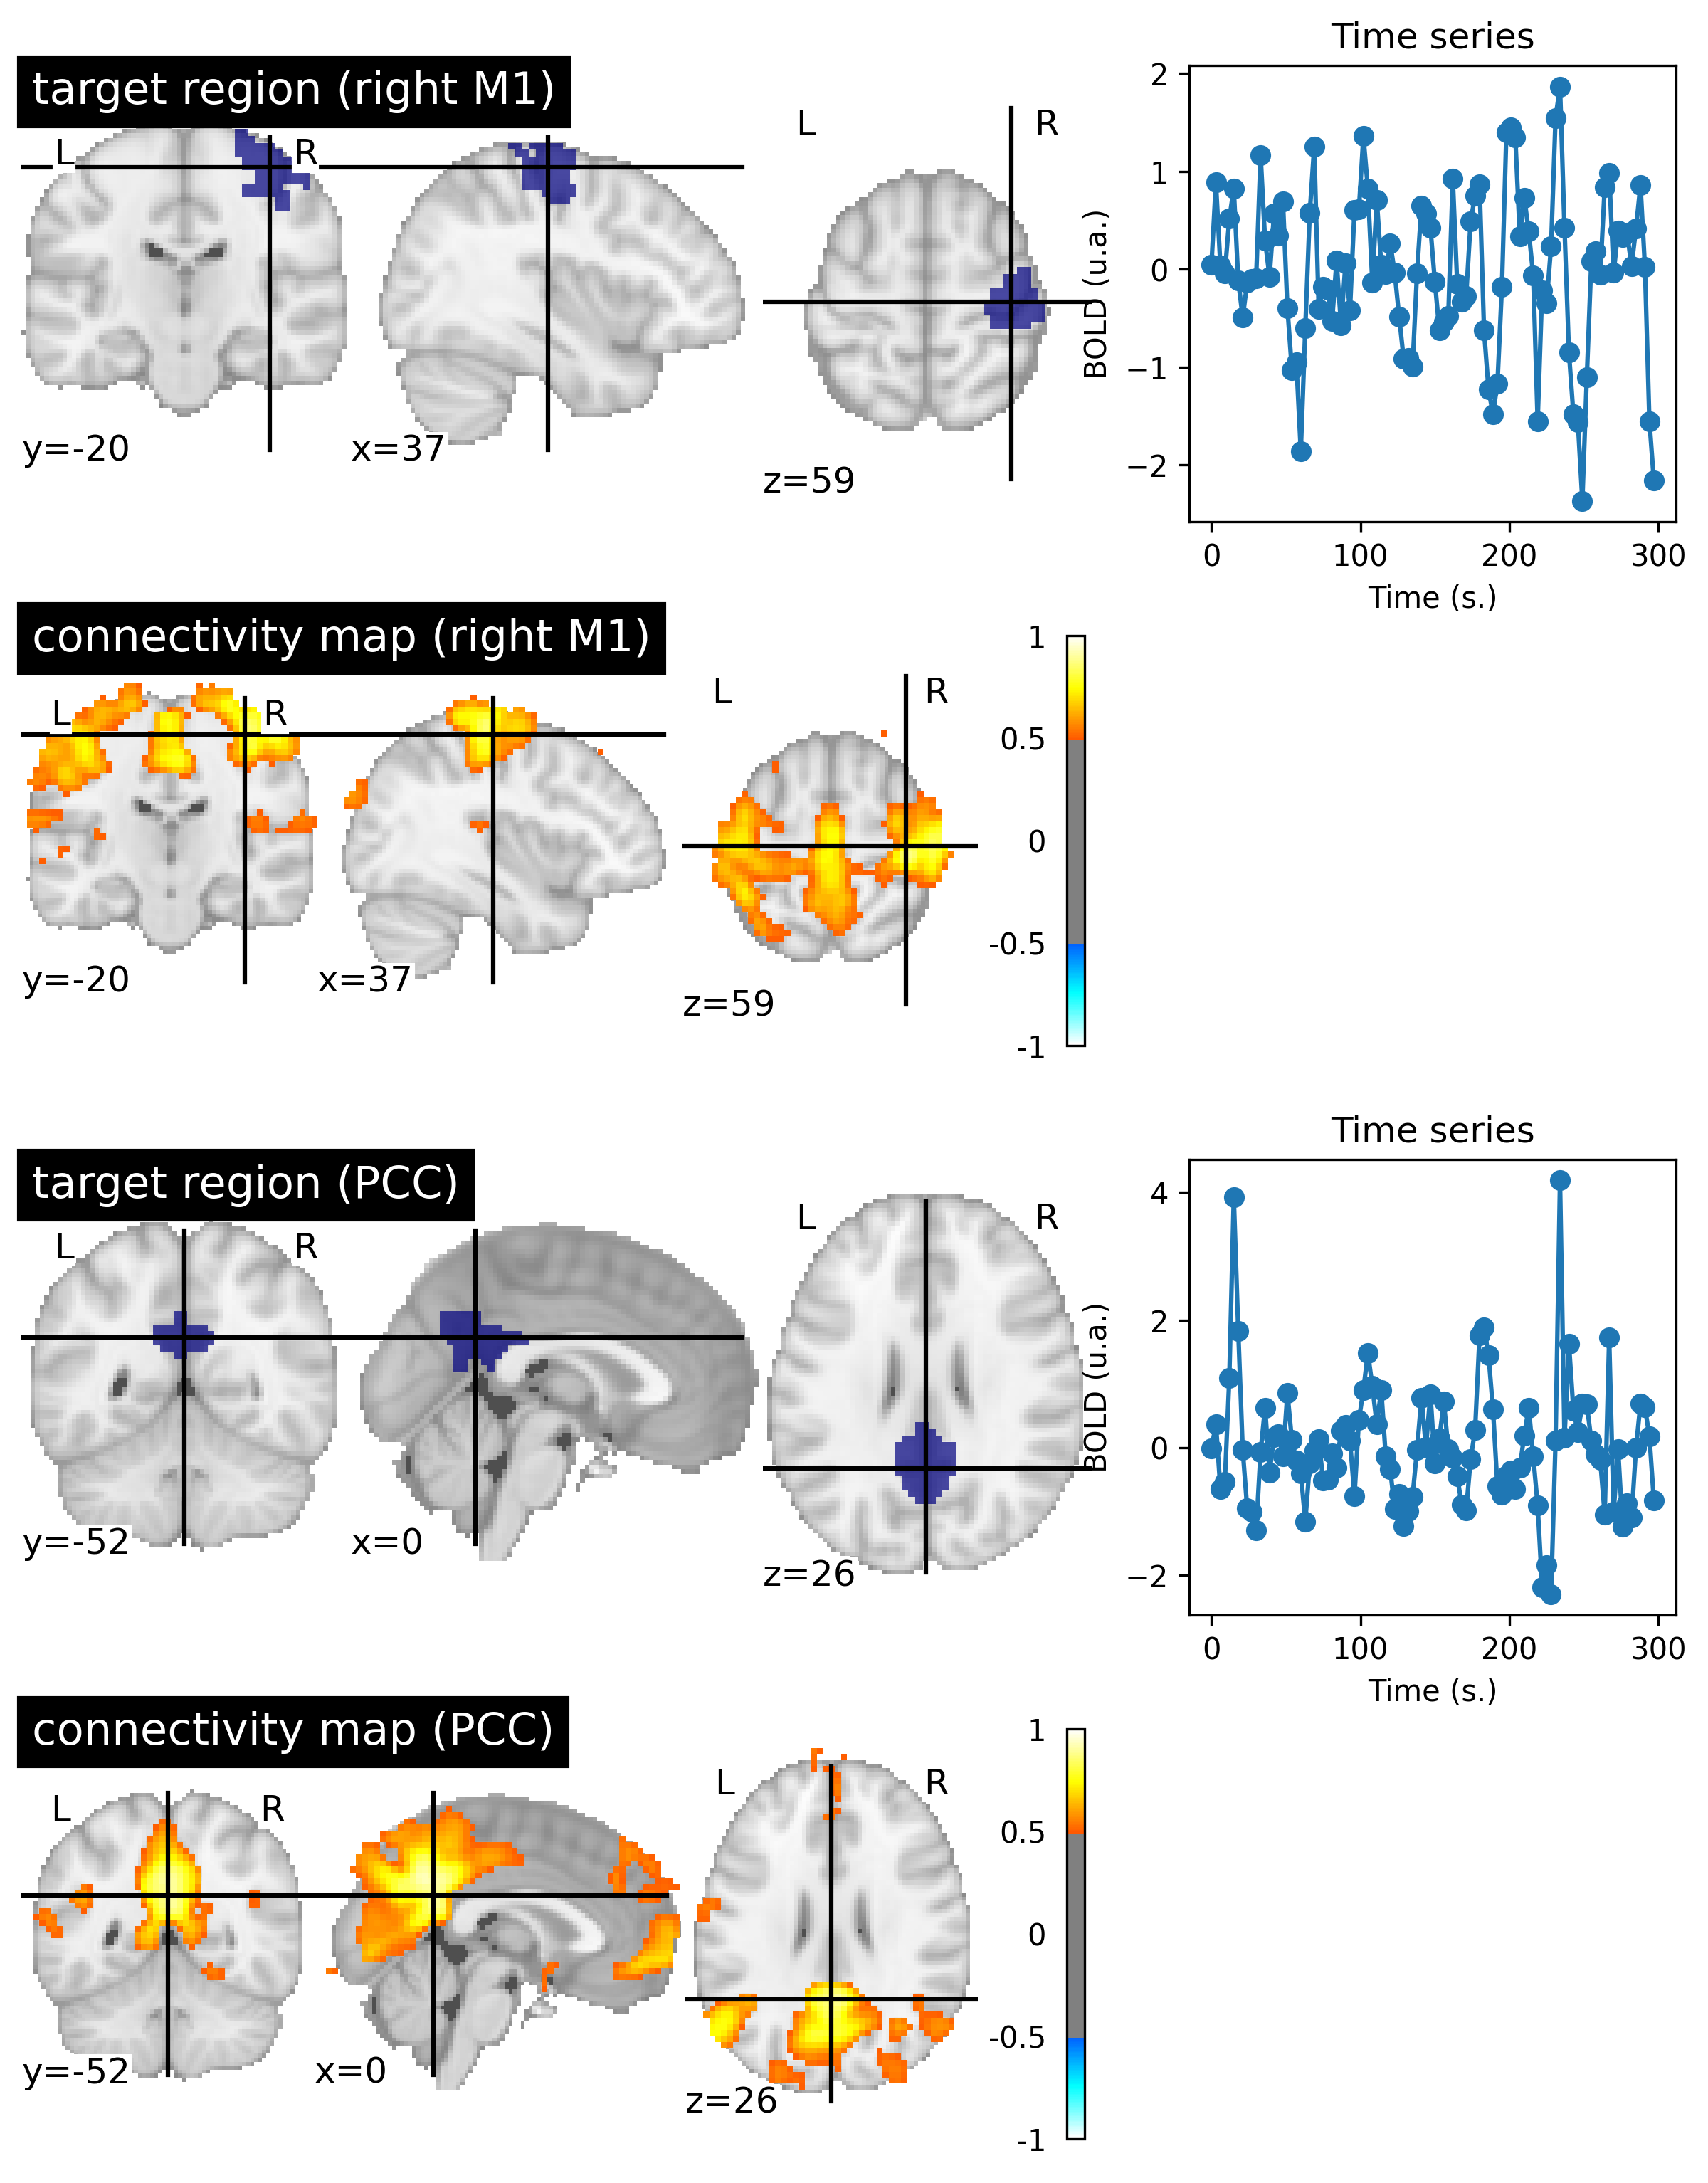 Time series
target region (right M1)
L R
L R
y=-20 x=37
z=59
BOLD (u.a.)
2
1
0
−1
−2
0 100 200 300
Time (s.)
connectivity map (right M1)
L R
L R
y=-20 x=37
z=59
1
0.5
0
-0.5
-1
Time series
target region (PCC)
L R
L R
y=-52 x=0
z=26
BOLD (u.a.)
4
2
0
−2
0 100 200 300
Time (s.)
connectivity map (PCC)
L R
L R
y=-52 x=0
z=26
1
0.5
0
-0.5
-1